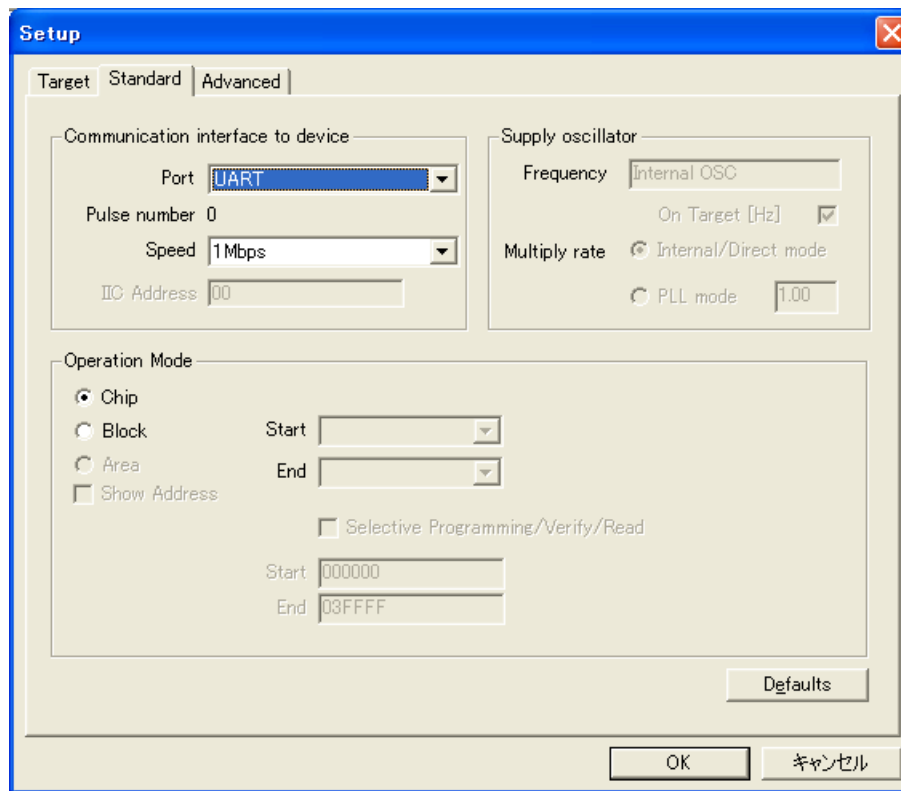 Setup
Target Standard Advanced
Communication interface to device
Port UART
Pulse number 0
Speed 1Mbps
IIC Address 00
Supply oscillator
Frequency Internal OSC
On Target [Hz]
Multiply rate Internal/Direct mode
PLL mode 1.00
Operation Mode
Chip
Block
Area
Show Address
Start
End
Selective Programming/Verify/Read
Start 000000
End 03FFFF
Defaults
OK キャンセル